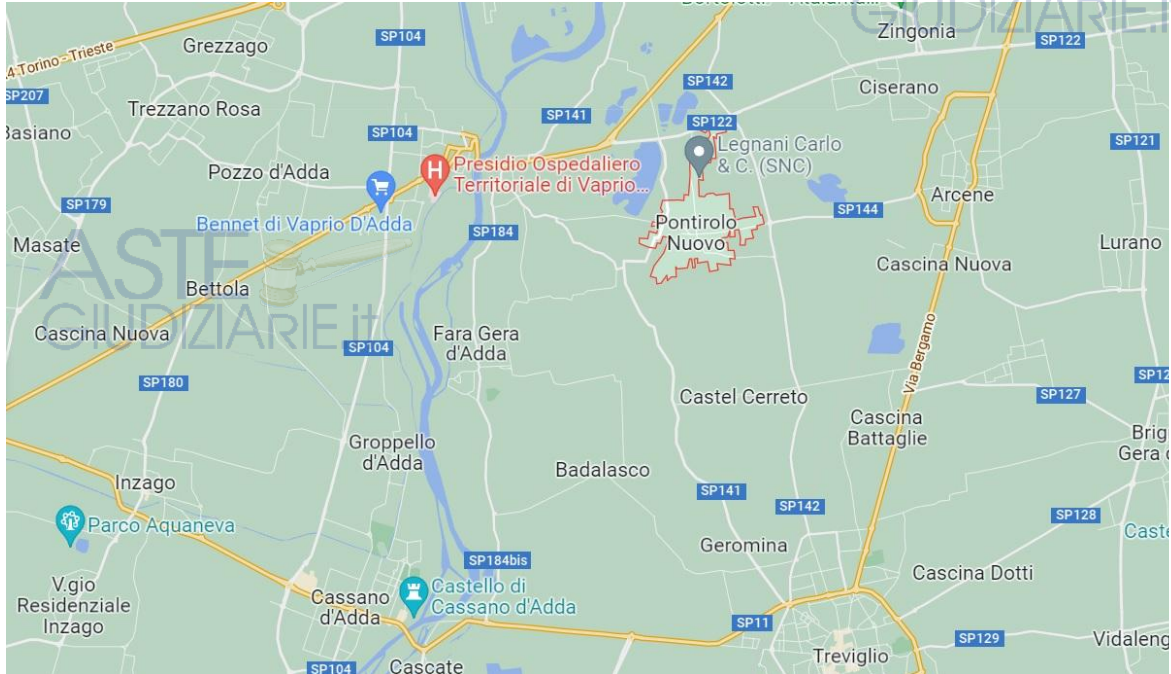 Zingonia
GIUDIZIARIE.it
Grezzago
SP104
SP122
A4 Torino - Trieste
SP207
SP142
Ciserano
Trezzano Rosa
SP141
SP122
SP121
Basiano
SP104
Legnani Carlo
& C. (SNC)
H
Presidio Ospedaliero
Territoriale di Vaprio...
Pozzo d'Adda
Arcene
SP179
Bennet di Vaprio D'Adda
SP184
Pontirolo
Nuovo
SP144
Masate
ASTE
GIUDIZIARIE.it
Lurano
Cascina Nuova
Bettola
Cascina Nuova
SP104
Fara Gera
d'Adda
Via Bergamo
SP180
Castel Cerreto
SP127
Cascina
Battaglie
Groppello
d'Adda
Badalasco
Inzago
SP141
SP142
SP128
Parco Aquaneva
Geromina
SP184bis
V.gio
Residenziale
Inzago
Cassano
d'Adda
Castello di
Cassano d'Adda
Cascina Dotti
SP11
SP129
Vidaleng
Treviglio
SP104
Cascate